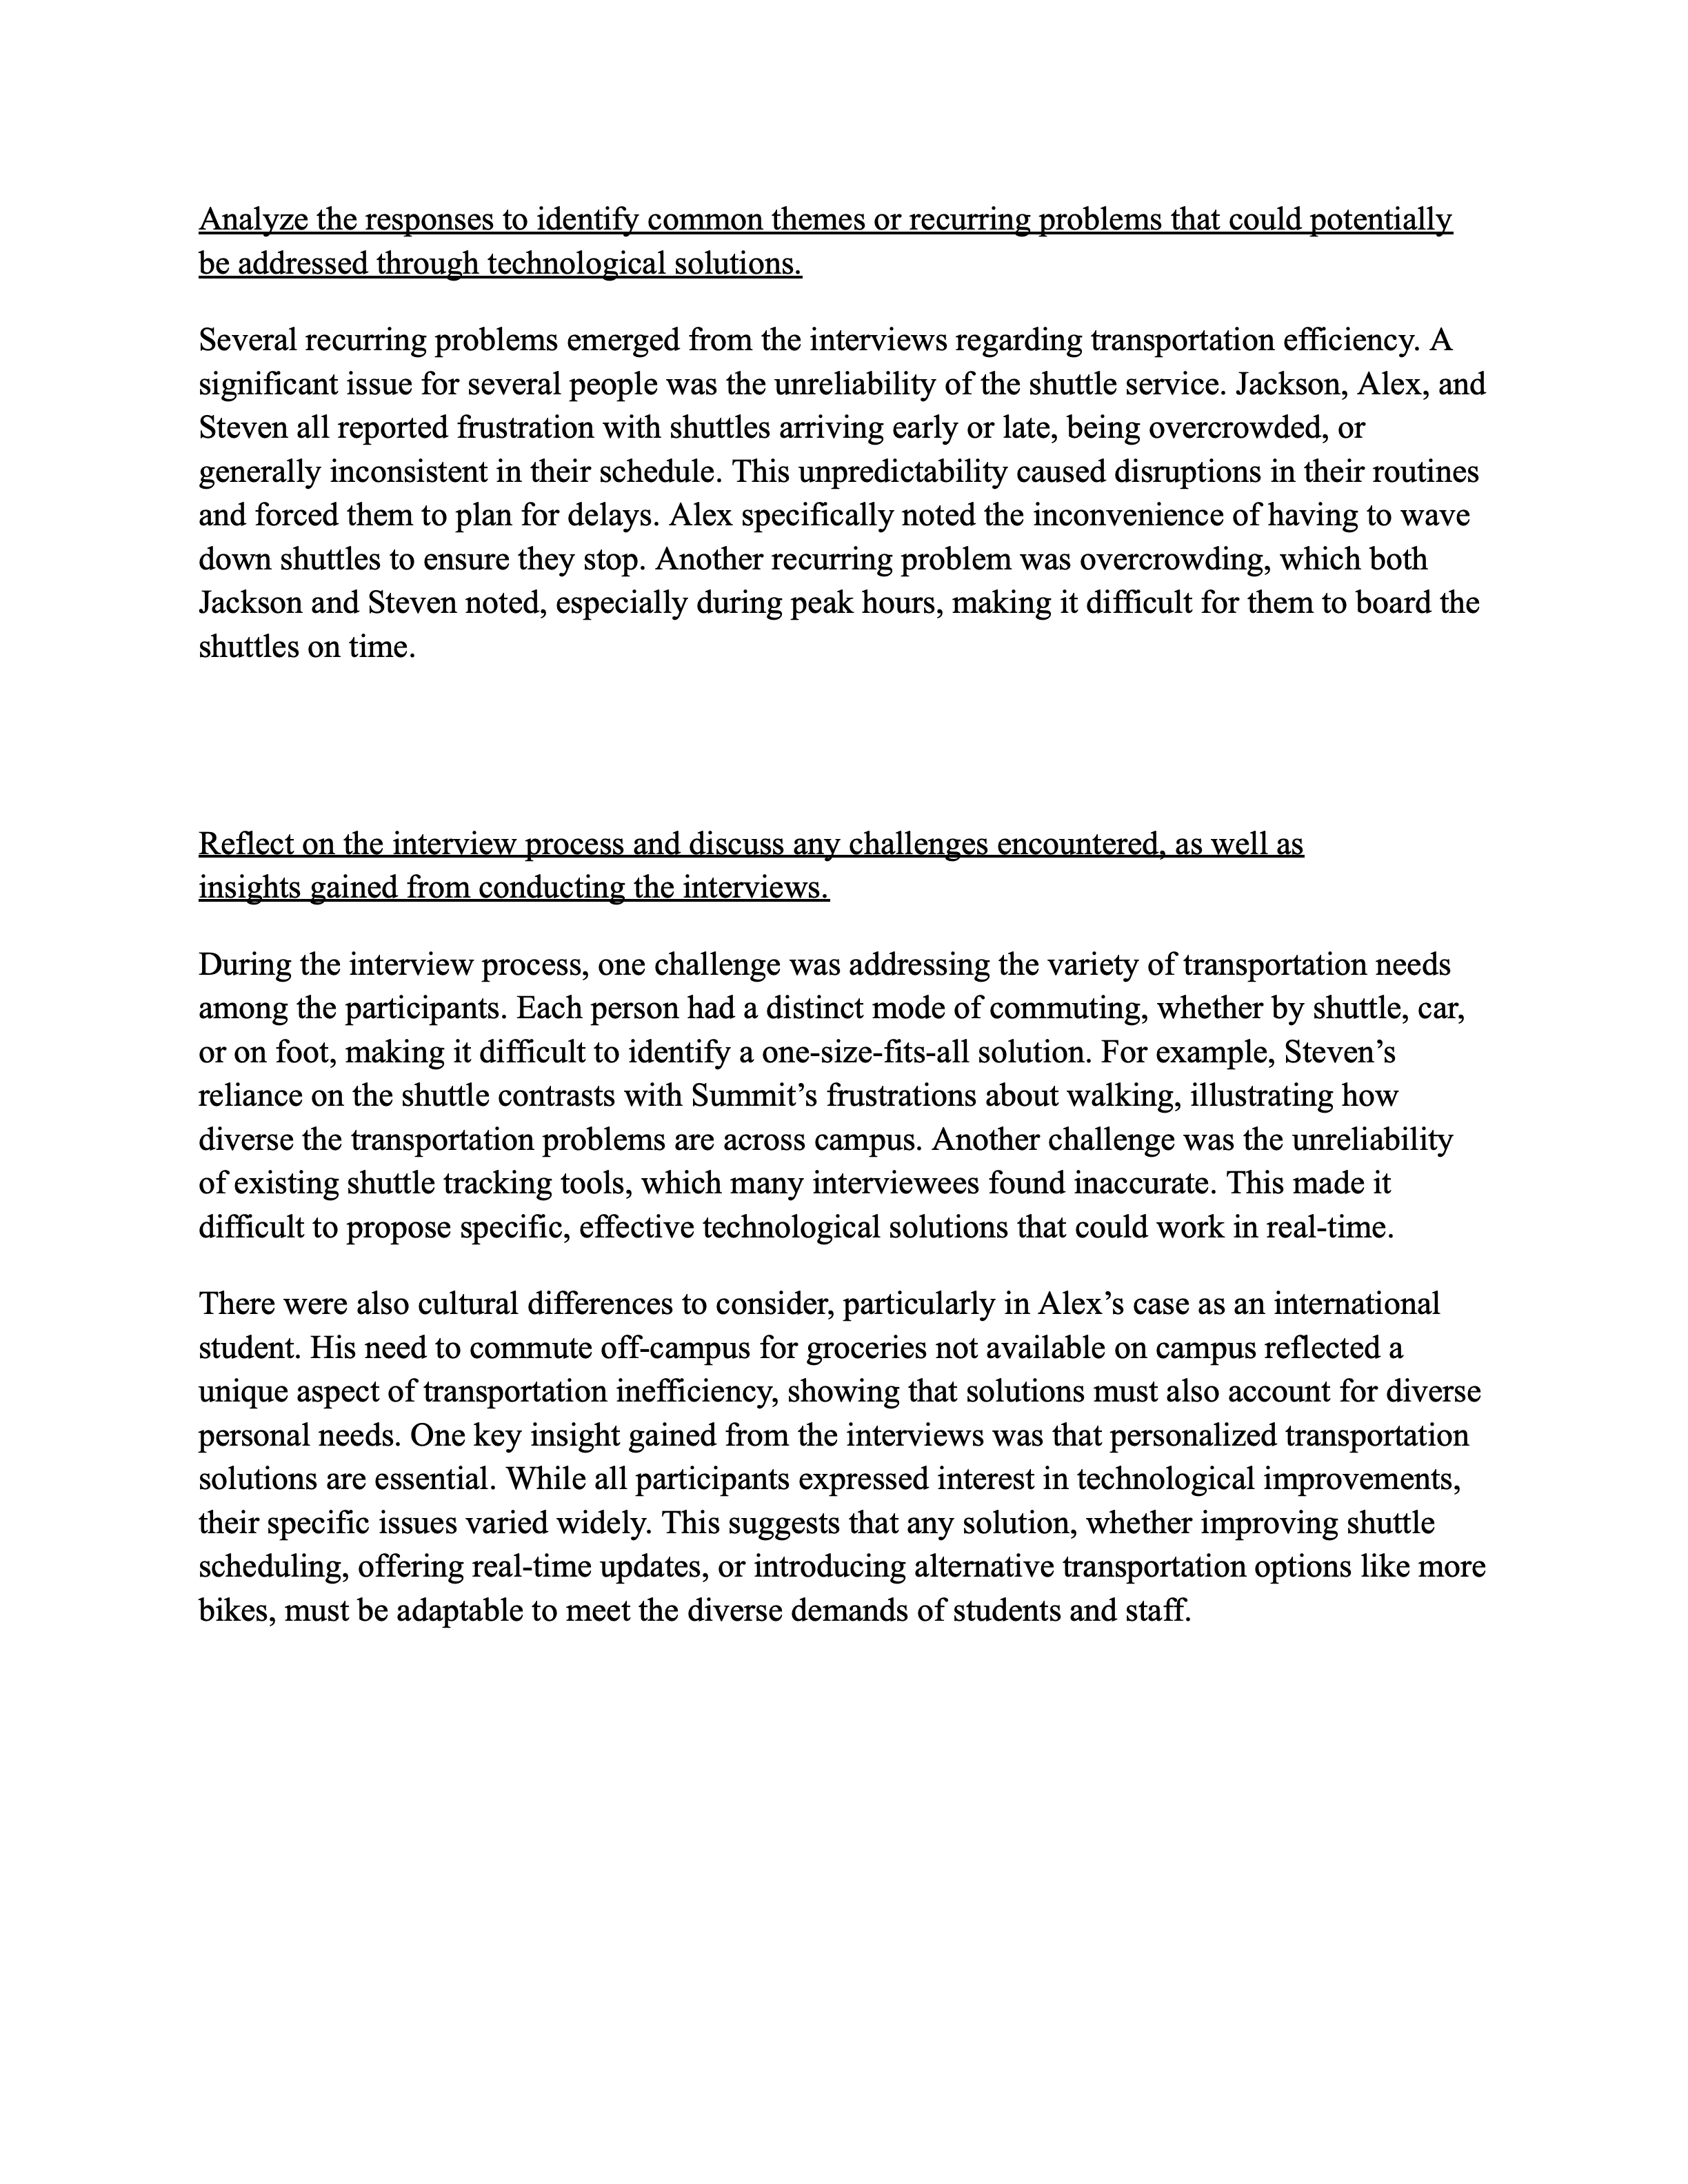 Analyze the responses to identify common themes or recurring problems that could potentially
be addressed through technological solutions.
Several recurring problems emerged from the interviews regarding transportation efficiency. A
significant issue for several people was the unreliability of the shuttle service. Jackson, Alex, and
Steven all reported frustration with shuttles arriving early or late, being overcrowded, or
generally inconsistent in their schedule. This unpredictability caused disruptions in their routines
and forced them to plan for delays. Alex specifically noted the inconvenience of having to wave
down shuttles to ensure they stop. Another recurring problem was overcrowding, which both
Jackson and Steven noted, especially during peak hours, making it difficult for them to board the
shuttles on time.
Reflect on the interview process and discuss any challenges encountered, as well as
insights gained from conducting the interviews.
During the interview process, one challenge was addressing the variety of transportation needs
among the participants. Each person had a distinct mode of commuting, whether by shuttle, car,
or on foot, making it difficult to identify a one-size-fits-all solution. For example, Steven’s
reliance on the shuttle contrasts with Summit’s frustrations about walking, illustrating how
diverse the transportation problems are across campus. Another challenge was the unreliability
of existing shuttle tracking tools, which many interviewees found inaccurate. This made it
difficult to propose specific, effective technological solutions that could work in real-time.
There were also cultural differences to consider, particularly in Alex’s case as an international
student. His need to commute off-campus for groceries not available on campus reflected a
unique aspect of transportation inefficiency, showing that solutions must also account for diverse
personal needs. One key insight gained from the interviews was that personalized transportation
solutions are essential. While all participants expressed interest in technological improvements,
their specific issues varied widely. This suggests that any solution, whether improving shuttle
scheduling, offering real-time updates, or introducing alternative transportation options like more
bikes, must be adaptable to meet the diverse demands of students and staff.